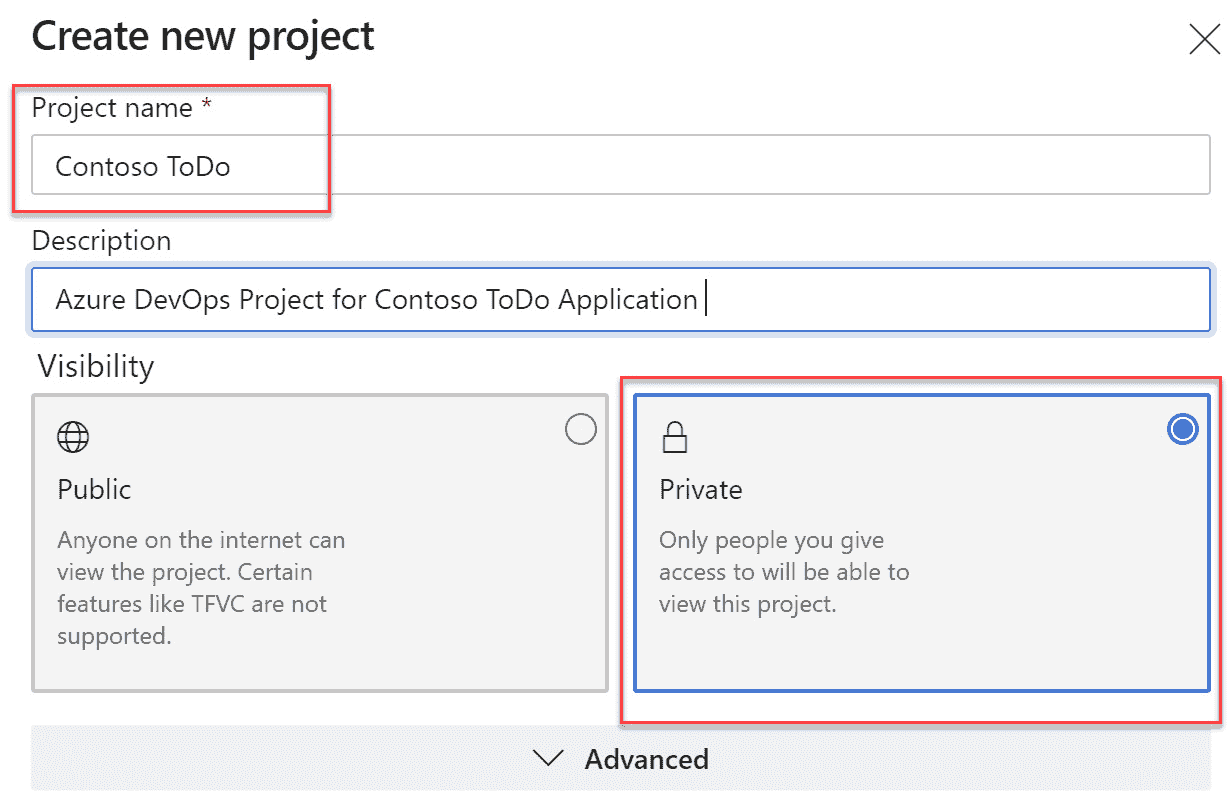 Create new project
Project name *
Contoso ToDo
Description
Azure DevOps Project for Contoso ToDo Application
Visibility
Public
Anyone on the internet can
view the project. Certain
features like TFVC are not
supported.
Private
Only people you give
access to will be able to
view this project.
Advanced